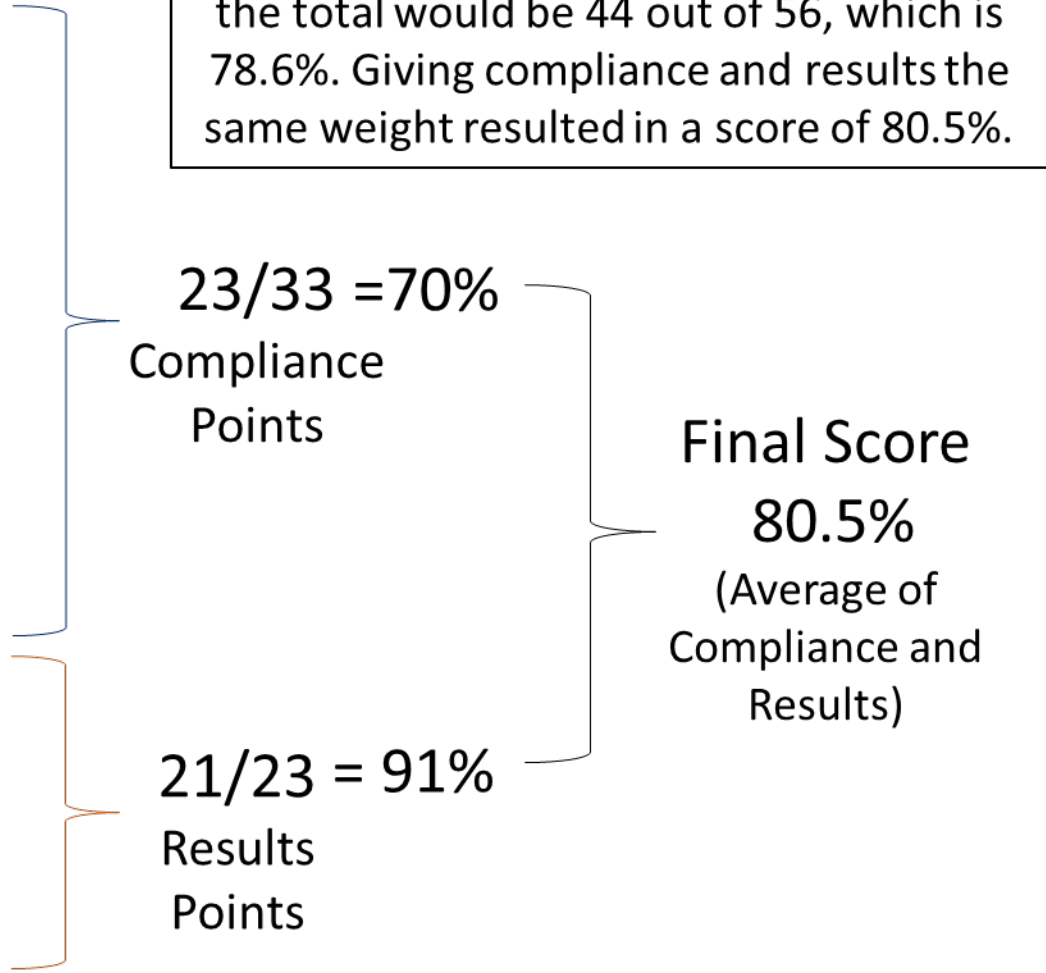 the total would be 44 out of 56, which is
78.6%. Giving compliance and results the
same weight resulted in a score of 80.5%.
23/33 =70%
Compliance
Points
Final Score
80.5%
(Average of
Compliance and
Results)
21/23 = 91%
Results
Points